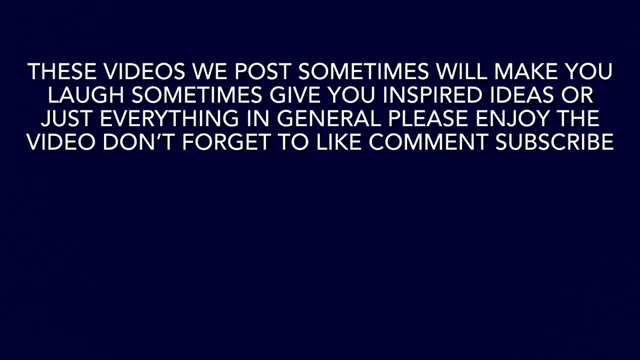 THESE VIDEOS WE POST SOMETIMES WILL MAKE YOU
LAUGH SOMETIMES GIVE YOU INSPIRED IDEAS OR
JUST EVERYTHING IN GENERAL PLEASE ENJOY THE
VIDEO DON’T FORGET TO LIKE COMMENT SUBSCRIBE